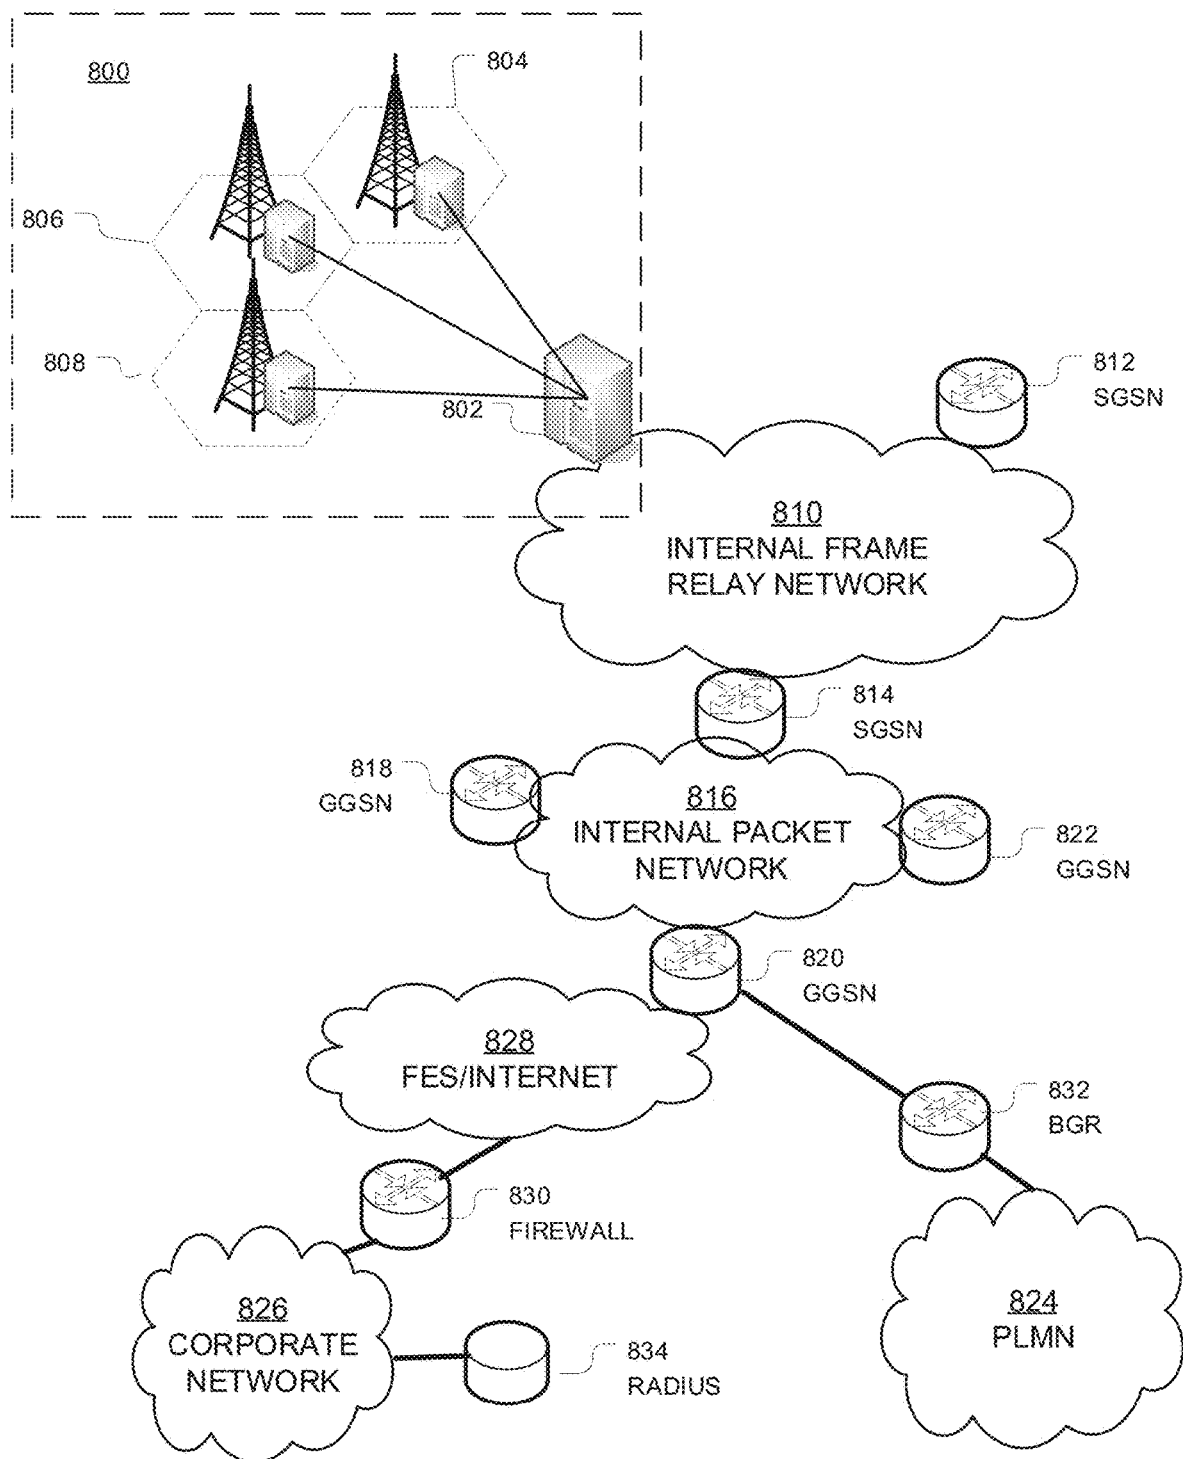 800
804
806
808
802
812
SGSN
810
INTERNAL FRAME
RELAY NETWORK
814
SGSN
818
GGSN
816
INTERNAL PACKET
NETWORK
822
GGSN
820
GGSN
828
FES/INTERNET
832
BGR
830
FIREWALL
826
CORPORATE
NETWORK
824
PLMN
834
RADIUS